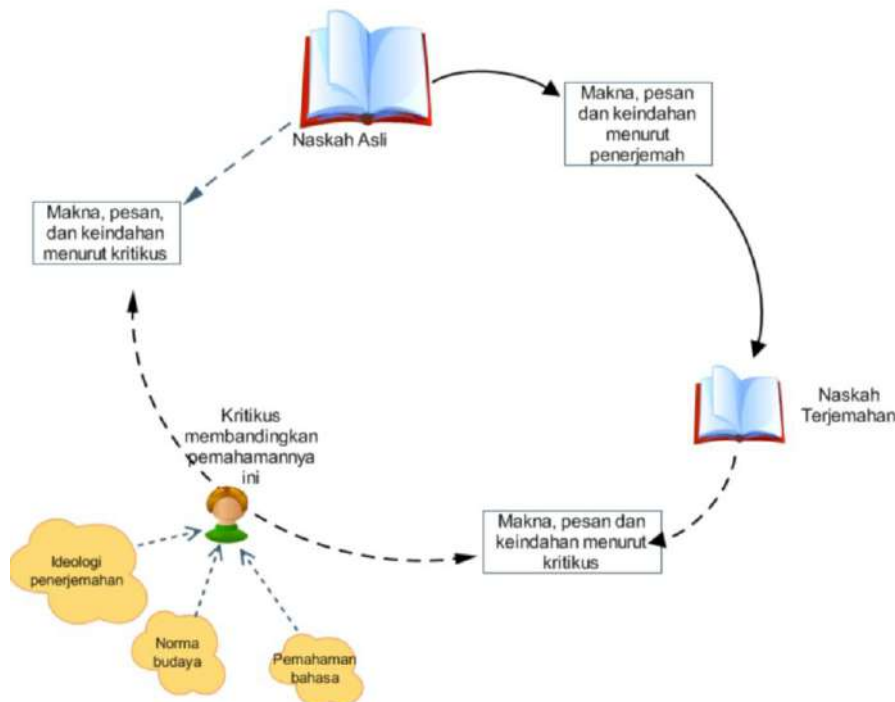 Naskah Asli
Makna, pesan
dan keindahan
menurut
penerjemah
Makna, pesan,
dan keindahan
menurut kritikus
Naskah
Terjemahan
Kritikus
membandingkan
pemahamannya
ini
Makna, pesan dan
keindahan menurut
kritikus
Ideologi
penerjemahan
Norma
budaya
Pemahaman
bahasa